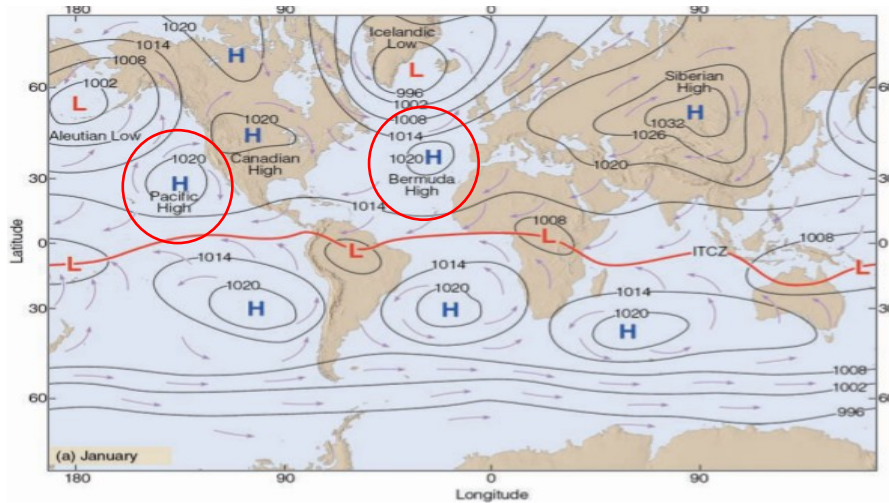 180
90
0
90
1020
1014
1008
H
Icelandic
Low
L
60
1002
L
996
1002
1008
1014
Aleutian Low
1020
H
Canadian
High
1020
H
Pacific
High
1020
H
Bermuda
High
Siberian
High
H
1032
1026
1020
60
30
1014
1014
30
Latitude
0
L
L
1008
L
ITCZ
1008
L
0
1014
1020
H
1014
1020
H
1014
1020
H
30
30
60
1008
1002
996
60
(a) January
180
90
0
90
Longitude